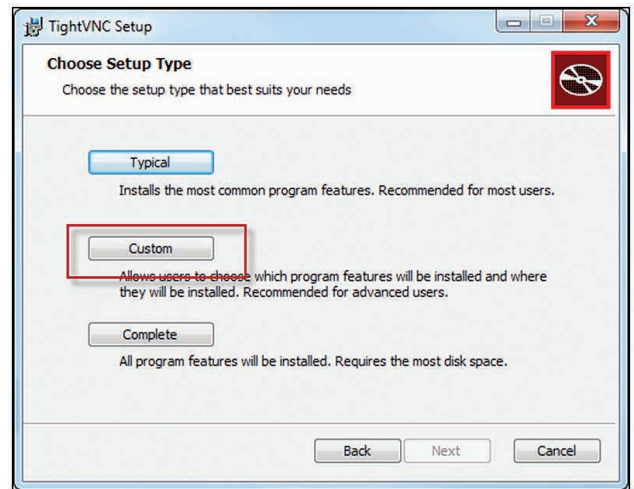 TightVNC Setup
Choose Setup Type
Choose the setup type that best suits your needs
Typical
Installs the most common program features. Recommended for most users.
Custom
Allows users to choose which program features will be installed and where
they will be installed. Recommended for advanced users.
Complete
All program features will be installed. Requires the most disk space.
Back Next Cancel